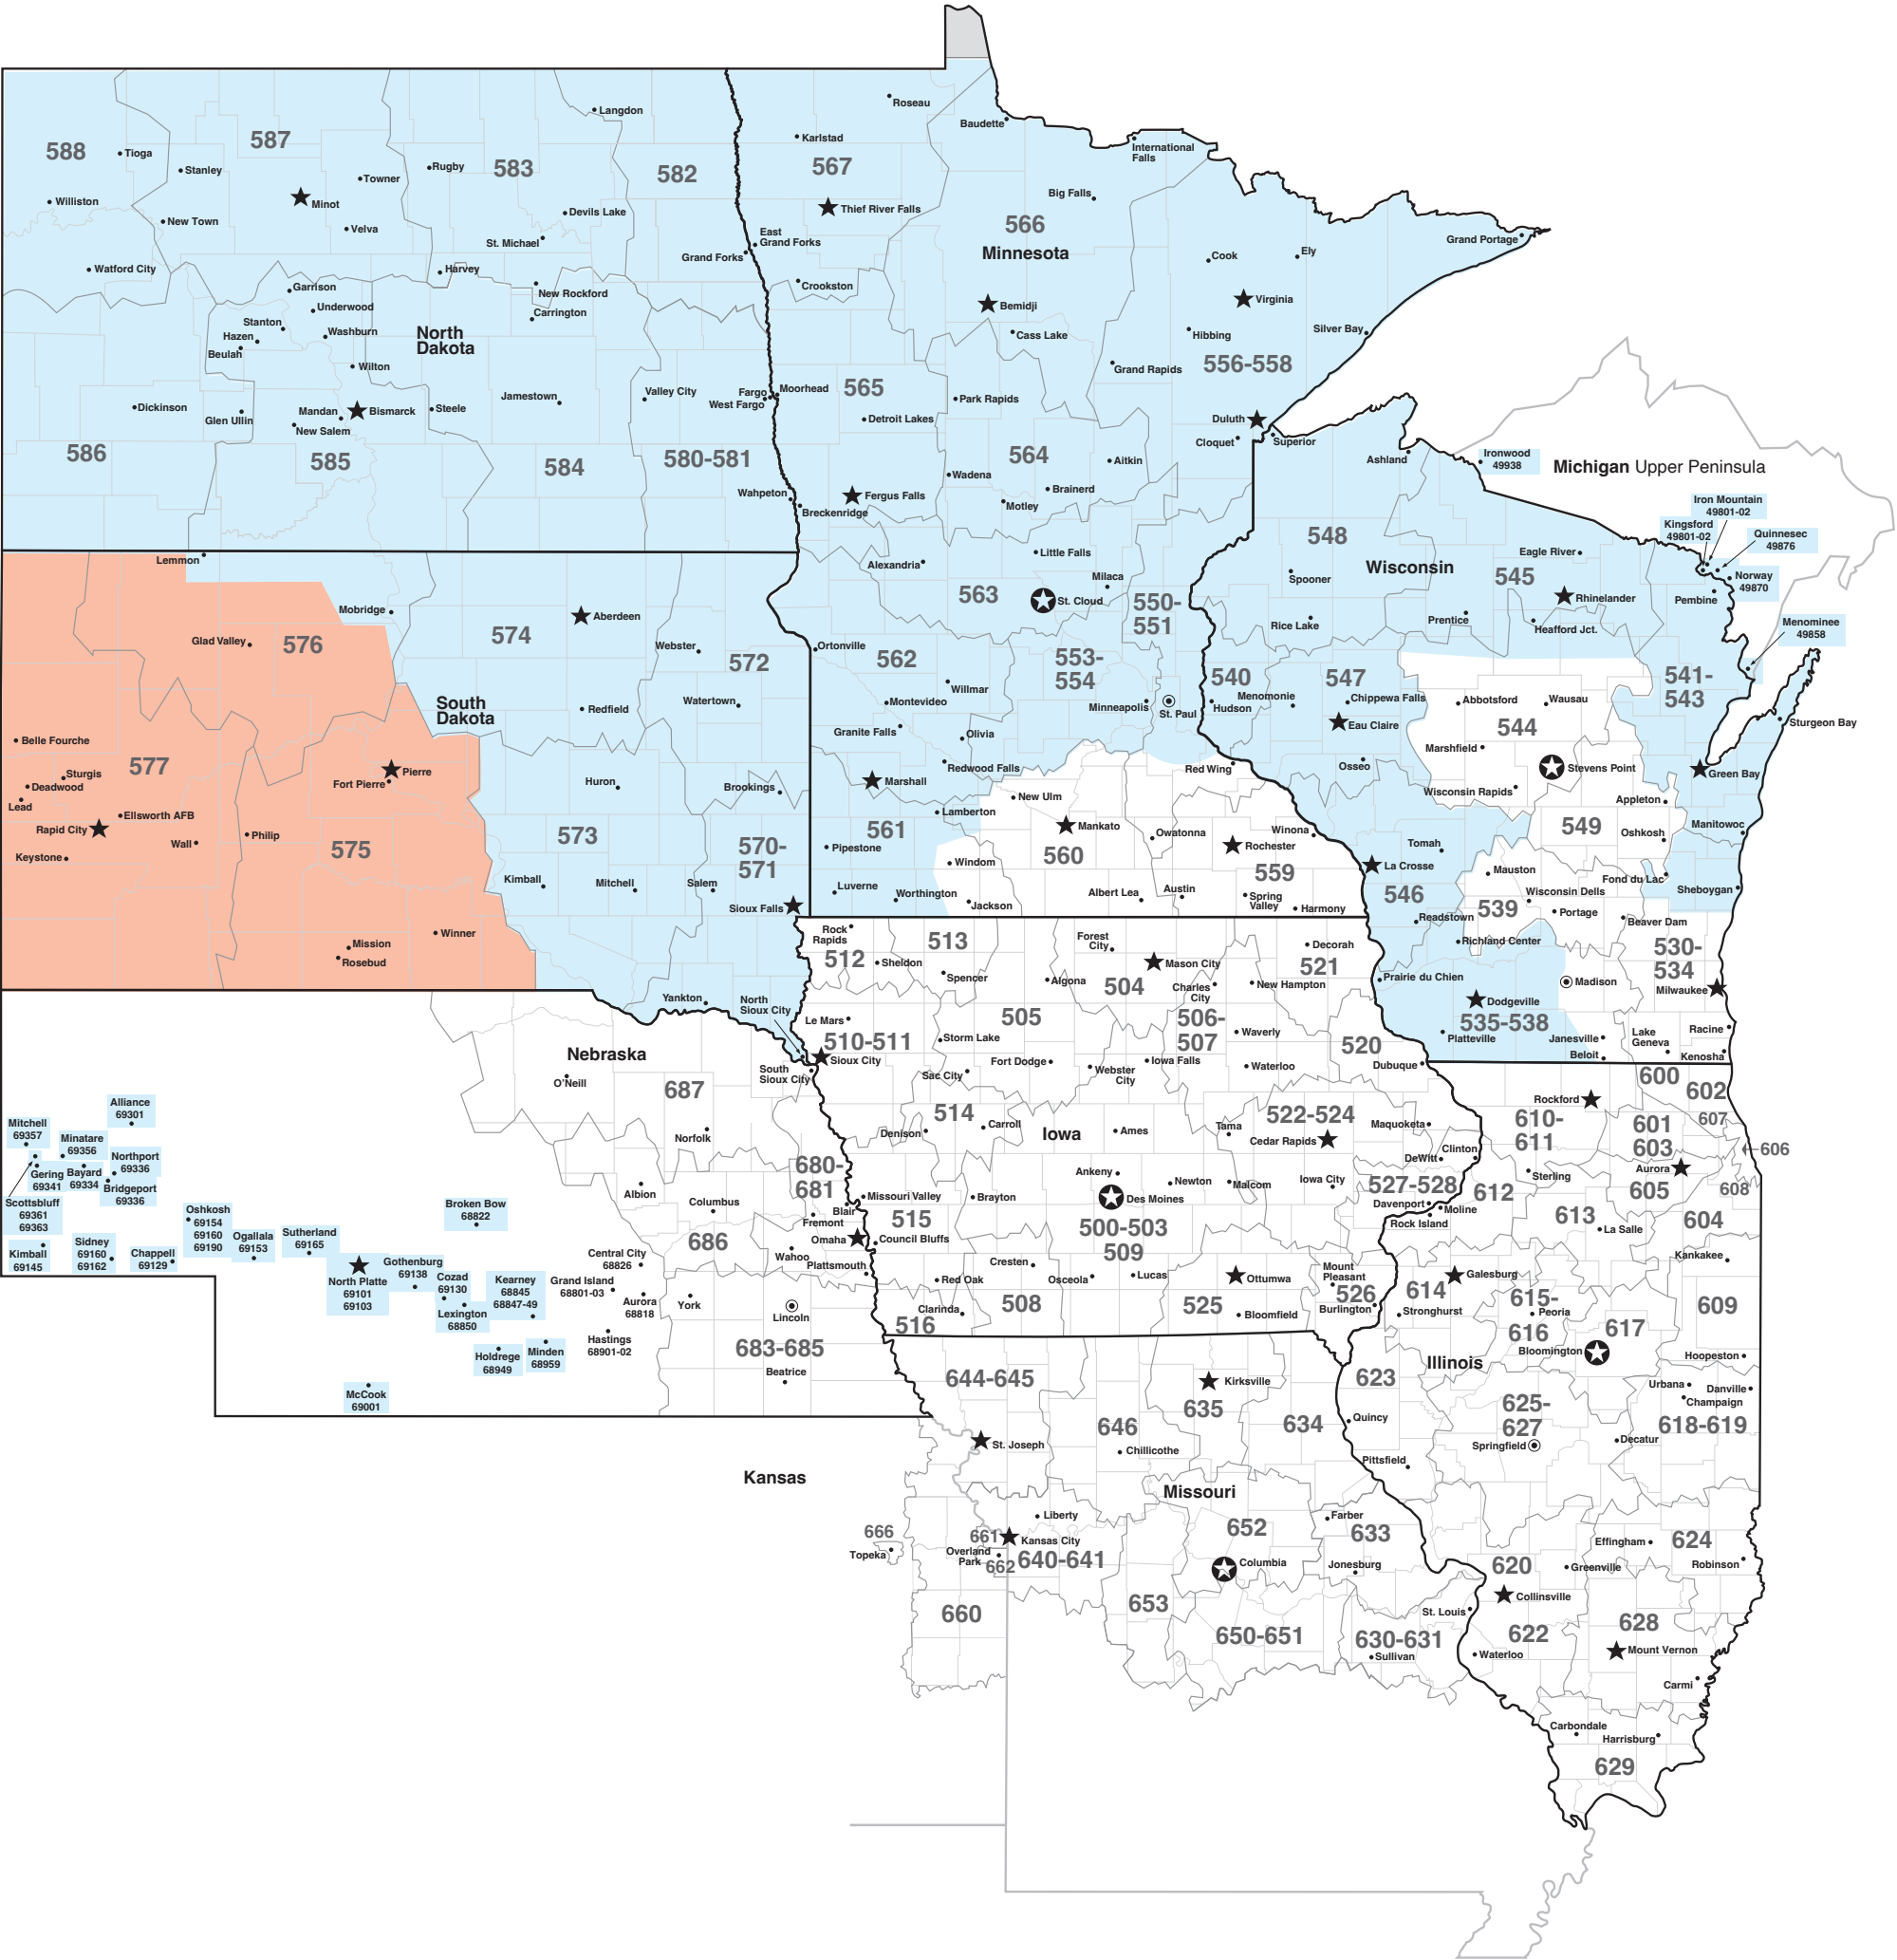 Langdon
Roseau
Baudette
Karlstad
International
Falls
588
587
Tioga
Stanley
Rugby
583
582
567
Towner
Minot
Williston
New Town
Velva
Devils Lake
St. Michael
Thief River Falls
Big Falls
566
Minnesota
East
Grand Forks
Grand Forks
Grand Portage
Cook
Ely
Watford City
Harvey
Garrison
New Rockford
Crookston
Underwood
Carrington
Bemidji
Virginia
Stanton
Hazen
Washburn
Beulah
North
Dakota
Cass Lake
Hibbing
Silver Bay
556-558
Wilton
Grand Rapids
Fargo
Moorhead
West Fargo
565
Valley City
Jamestown
Park Rapids
Dickinson
Glen Ullin
Mandan
Bismarck
Steele
New Salem
Detroit Lakes
Duluth
Cloquet
Superior
586
585
584
580-581
564
Aitkin
Wadena
Brainerd
Motley
Wahpeton
Breckenridge
Fergus Falls
Ashland
Ironwood
49938
Michigan Upper Peninsula
Iron Mountain
49801-02
Kingsford
49801-02
Quinnesec
49876
Norway
49870
Pembine
Menominee
49858
548
Wisconsin
Eagle River
545
Rhinelander
Spooner
Rice Lake
Prentice
Heafford Jct.
Lemmon
Little Falls
Alexandria
Milaca
563
St. Cloud
550-
551
Mobridge
Aberdeen
574
Glad Valley
576
Webster
572
Ortonville
562
553-
554
Willmar
Montevideo
Minneapolis
St. Paul
540
Hudson
Menomonie
547
Chippewa Falls
Eau Claire
Abbotsford
Wausau
544
541-
543
Sturgeon Bay
South
Dakota
Redfield
Watertown
Granite Falls
Olivia
Redwood Falls
Red Wing
Osseo
Marshfield
Stevens Point
Green Bay
Wisconsin Rapids
Appleton
Belle Fourche
577
Sturgis
Deadwood
Lead
Ellsworth AFB
Rapid City
Wall
Keystone
Philip
Pierre
Fort Pierre
575
Huron
Brookings
Marshall
573
570-
571
561
Lamberton
New Ulm
Mankato
Owatonna
Rochester
Winona
560
559
Pipestone
Windom
Luverne
Worthington
Jackson
Albert Lea
Austin
Spring
Valley
Harmony
Tomah
La Crosse
549
Oshkosh
Manitowoc
Mauston
Fond du Lac
Wisconsin Dells
Sheboygan
546
539
Portage
Beaver Dam
Readstown
Richland Center
530-
534
Milwaukee
Prairie du Chien
Madison
Dodgeville
535-538
Platteville
Janesville
Beloit
Lake
Geneva
Racine
Kenosha
Kimball
Mitchell
Salem
Sioux Falls
Mission
Rosebud
Winner
Yankton
North
Sioux City
Rock
Rapids
512
513
Sheldon
Spencer
Forest
City
Mason City
Algona
504
Charles
City
Decorah
521
New Hampton
Le Mars
510-511
Sioux City
505
Storm Lake
506-
507
Waverly
520
Fort Dodge
Webster
City
Iowa Falls
Waterloo
Dubuque
Sac City
South
Sioux City
Nebraska
O'Neill
687
Norfolk
514
Denison
Carroll
Iowa
Ames
Tama
522-524
Cedar Rapids
Maquoketa
DeWitt
Clinton
Rockford
610-
611
600
602
601
603
607
606
Aurora
605
608
Sterling
612
Alliance
69301
Mitchell
69357
Minatare
69356
Northport
69336
Gering
69341
Bayard
69334
Bridgeport
69336
Scottsbluff
69361
69363
Kimball
69145
Sidney
69160
69162
Chappell
69129
Oshkosh
69154
69160
69190
Ogallala
69153
Sutherland
69165
North Platte
69101
69103
Gothenburg
69138
Cozad
69130
Lexington
68850
Broken Bow
68822
Kearney
68845
68847-49
Grand Island
68801-03
Central City
68826
Aurora
68818
Hastings
68901-02
Holdrege
68949
Minden
68959
McCook
69001
680-
681
Albion
Columbus
686
Blair
Fremont
Omaha
Wahoo
Plattsmouth
Missouri Valley
515
Council Bluffs
Brayton
Ankeny
Des Moines
Newton
Malcom
Iowa City
527-528
Davenport
Moline
Rock Island
500-503
509
Creston
Osceola
Lucas
Red Oak
Clarinda
508
516
525
Ottumwa
Bloomfield
Mount
Pleasant
526
Burlington
York
Lincoln
683-685
Beatrice
613
La Salle
604
Kankakee
Galesburg
614
Stronghurst
615-
Peoria
616
609
617
Bloomington
Illinois
Hoopeston
623
Urbana
Danville
Champaign
618-619
625-
627
Springfield
Decatur
Quincy
Pittsfield
644-645
Kirksville
635
646
634
St. Joseph
Chillicothe
Kansas
Missouri
Liberty
661
Kansas City
666
Topeka
Overland
Park
662
640-641
652
Columbia
Farber
633
Jonesburg
653
660
650-651
630-631
Sullivan
St. Louis
620
Greenville
Collinsville
Effingham
624
Robinson
622
Waterloo
628
Mount Vernon
Carmi
Carbondale
Harrisburg
629